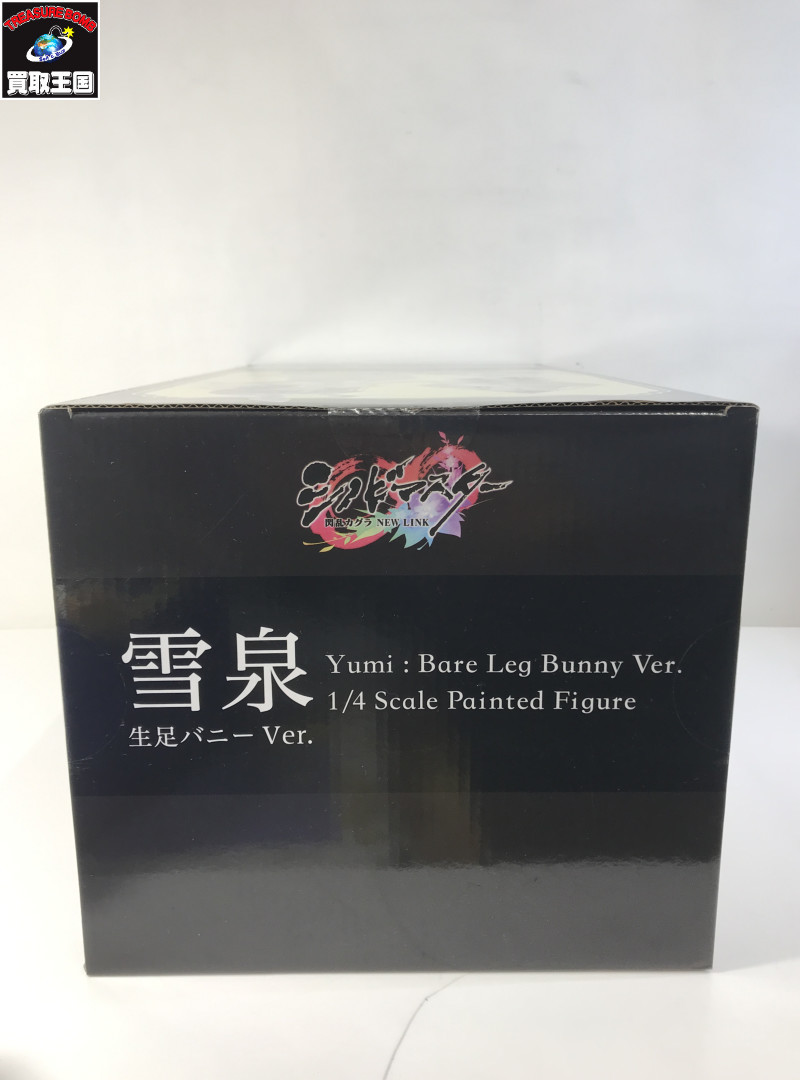 TREASURE BOMB
買取王国
シノビマスター
閃乱カグラ NEW LINK
雪泉
Yumi : Bare Leg Bunny Ver.
1/4 Scale Painted Figure
生足バニー Ver.